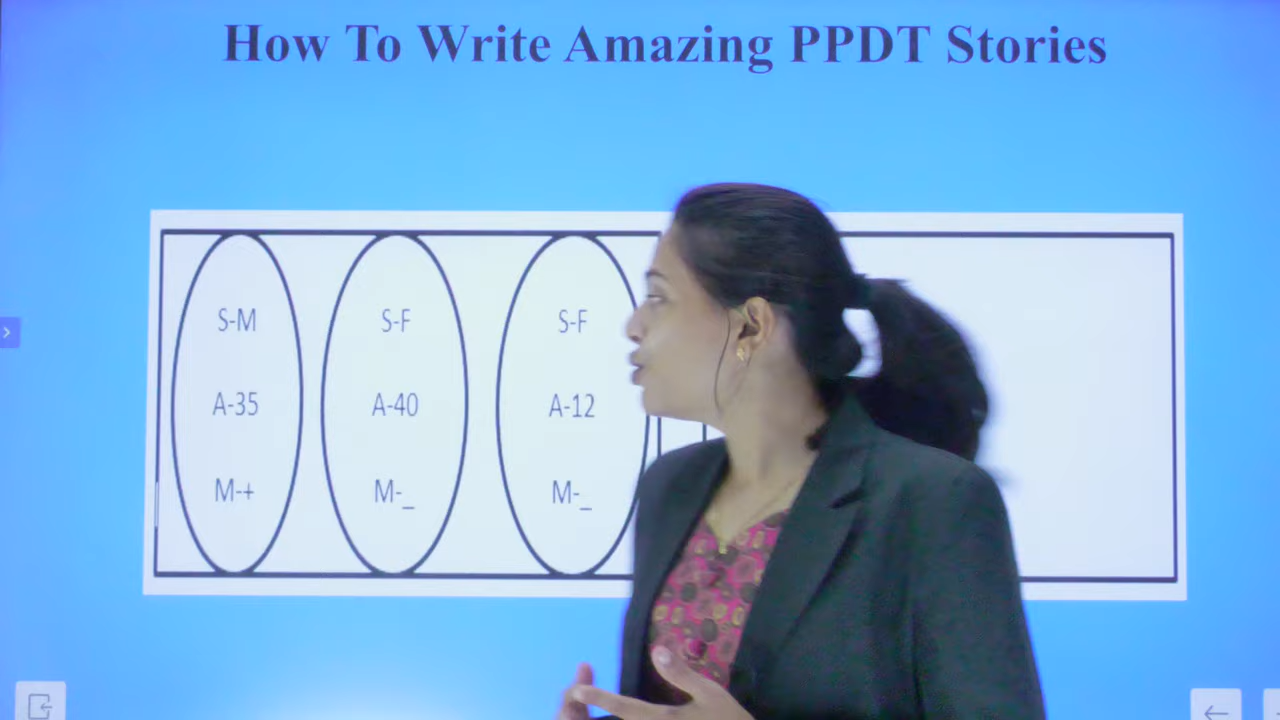 How To Write Amazing PPDT Stories
S-M S-F S-F
A-35 A-40 A-12
M-+ M-_ M-_